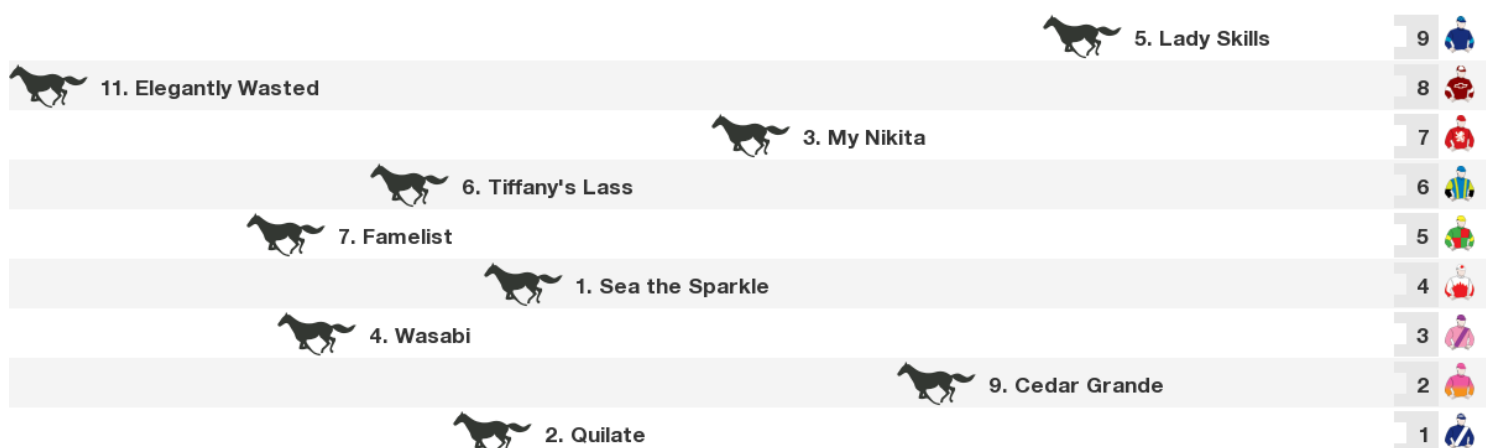 5. Lady Skills 9
11. Elegantly Wasted 8
3. My Nikita 7
6. Tiffany's Lass 6
7. Famelist 5
1. Sea the Sparkle 4
4. Wasabi 3
9. Cedar Grande 2
2. Quilate 1